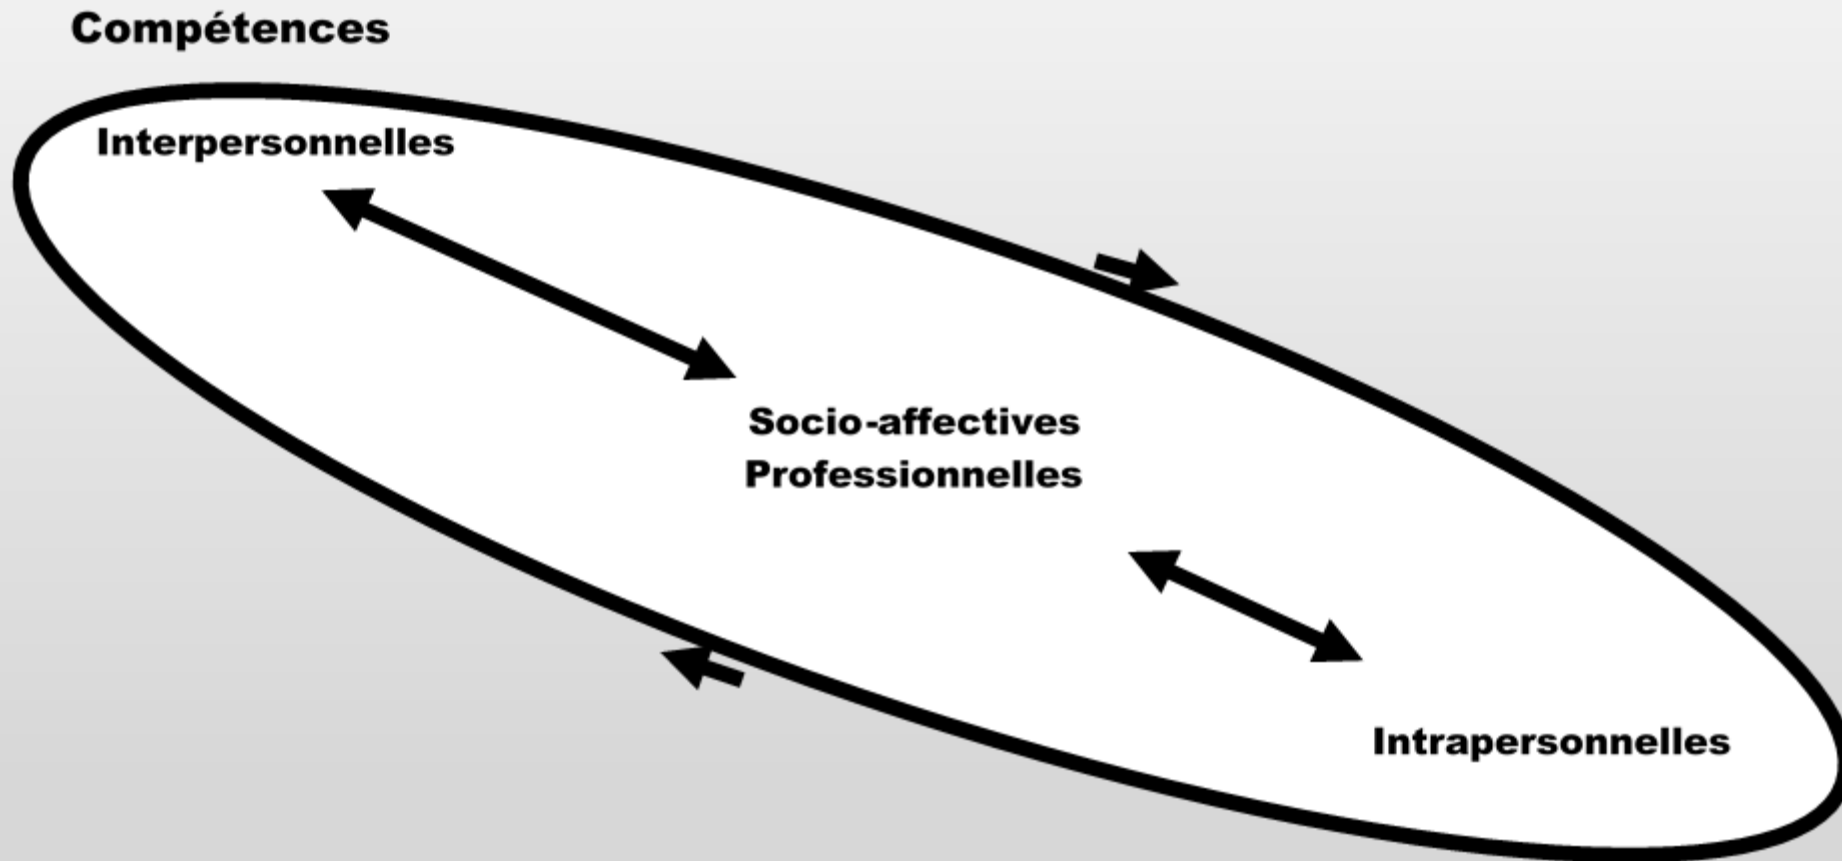 Compétences
Interpersonnelles
Socio-affectives
Professionnelles
Intrapersonnelles